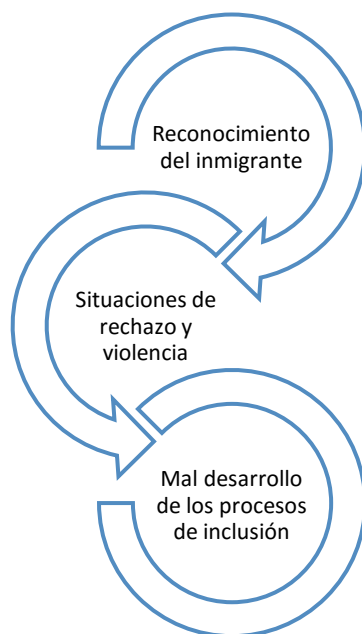 Reconocimiento
del inmigrante
Situaciones de
rechazo y
violencia
Mal desarrollo
de los procesos
de inclusión